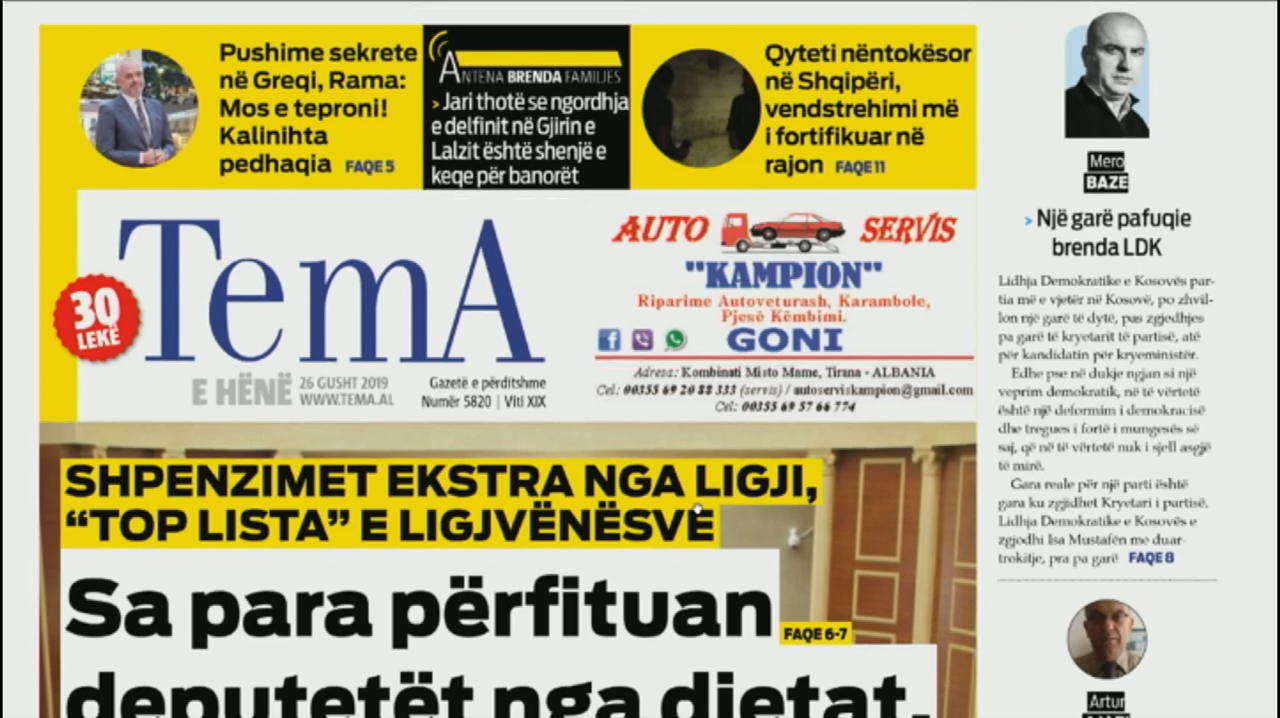 Pushime sekrete
në Greqi, Rama:
Mos e teproni!
Kalinihta
pedhaqia FAQE 5
ANTENA BRENDA FAMILJES
› Jari thotë se ngordhja
e delfinit në Gjirin e
Lalzit është shenjë e
keqe për banorët
Qyteti nëntokësor
në Shqipëri,
vendstrehimi më
i fortifikuar në
rajon FAQE 11
TemA
30
LEKË
E HËNË
26 GUSHT 2019
WWW.TEMA.AL
Gazetë e përditshme
Numër 5820 | Viti XIX
AUTO SERVIS
"KAMPION"
Riparime Autoveturash, Karambole,
Pjesë Këmbimi.
GONI
Adresa: Kombinati Misto Mame, Tirana - ALBANIA
Cel: 00355 69 20 88 333 (servis) / autoserviskampion@gmail.com
Cel: 00355 69 57 66 774
SHPENZIMET EKSTRA NGA LIGJI,
“TOP LISTA” E LIGJVËNËSVE
Sa para përfituan
FAQE 6-7
deputetët nga dietat,
Mero
BAZE
› Një garë pafuqie
brenda LDK
Lidhja Demokratike e Kosovës par-
tia më e vjetër në Kosovë, po zhvil-
lon një garë të dytë, pas zgjedhjes
pa garë të kryetarit të partisë, atë
për kandidatin për kryeministër.
Edhe pse në dukje ngjan si një
veprim demokratik, në të vërtetë
është një deformim i demokracisë
dhe tregues i fortë i mungesës së
saj, që në të vërtetë nuk i sjell asgjë
të mirë.
Gara reale për një parti është
gara ku zgjidhet Kryetari i partisë.
Lidhja Demokratike e Kosovës e
zgjodhi Isa Mustafën me duar-
trokitje, pra pa garë FAQE 8
Artur